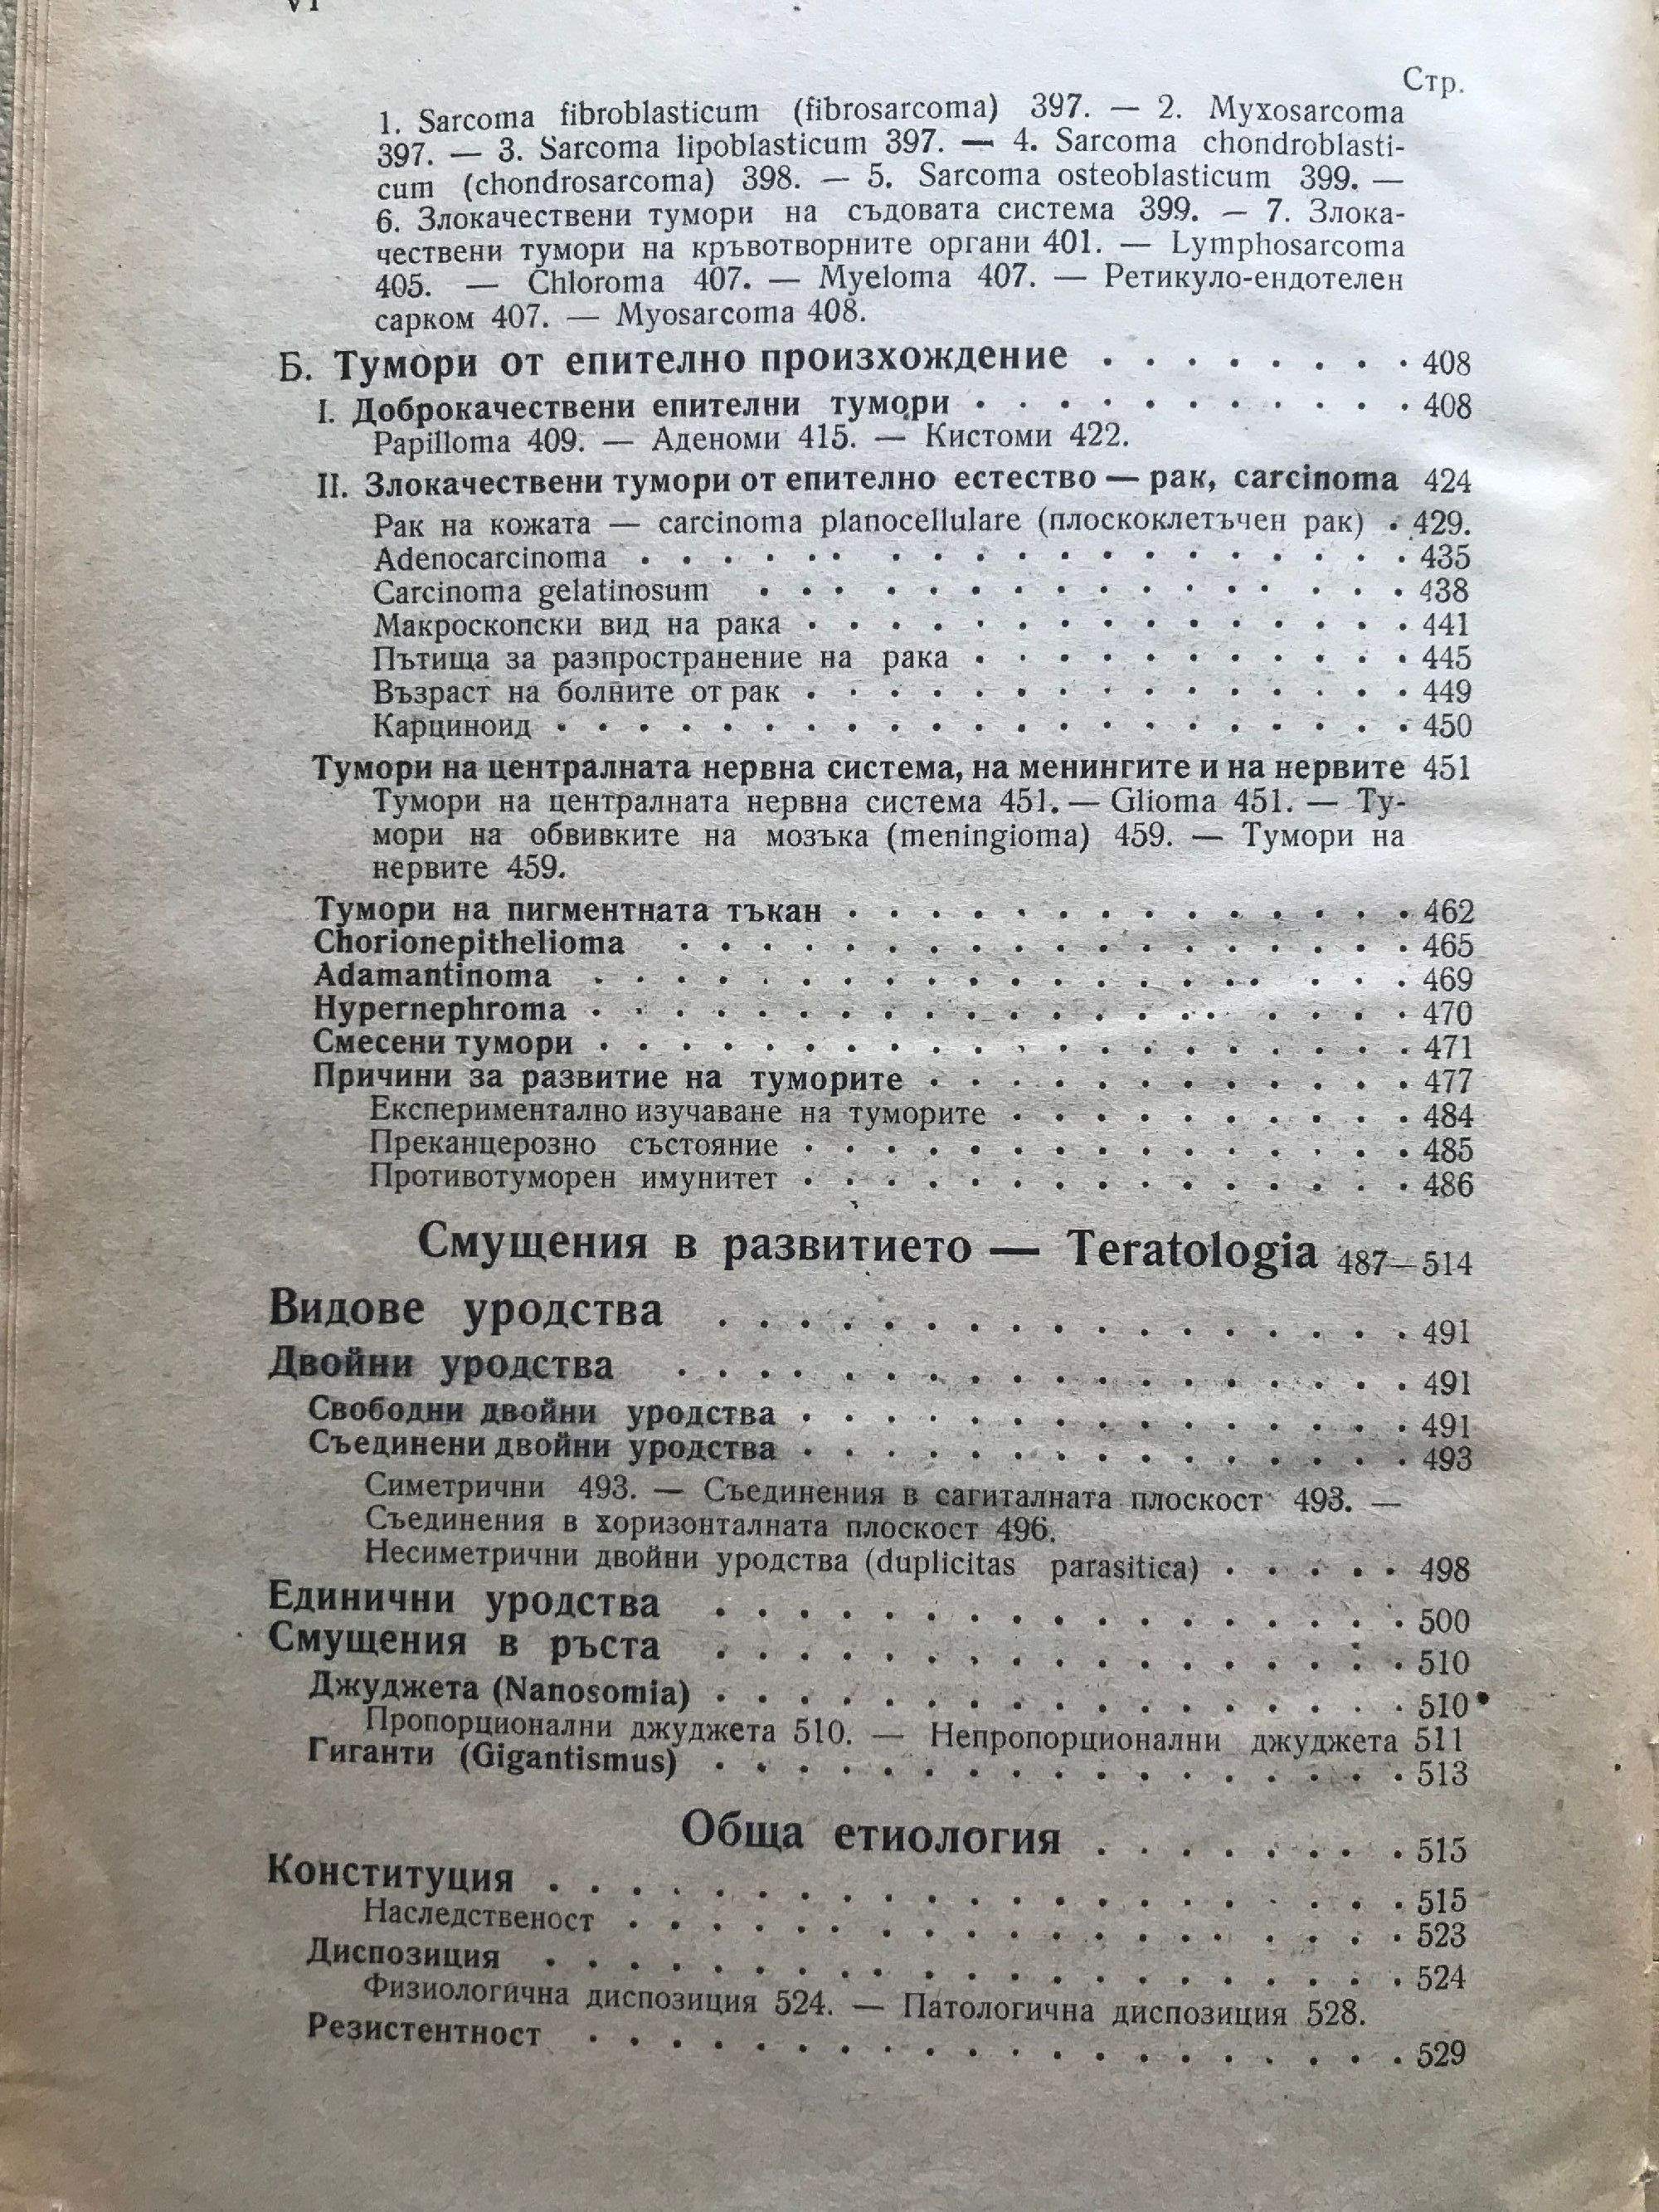 VI
Стр.
1. Sarcoma fibroblasticum (fibrosarcoma) 397. — 2. Myxosarcoma
397. — 3. Sarcoma lipoblasticum 397. — 4. Sarcoma chondroblasti-
cum (chondrosarcoma) 398. — 5. Sarcoma osteoblasticum 399. —
6. Злокачествени тумори на съдовата система 399. — 7. Злока-
чествени тумори на кръвотворните органи 401. — Lymphosarcoma
405. — Chloroma 407. — Myeloma 407. — Ретикуло-ендотелен
сарком 407. — Myosarcoma 408.
Б. Тумори от епително произхождение . . . . . . . . 408
I. Доброкачествени епителни тумори . . . . . . . . . . . 408
Papilloma 409. — Аденоми 415. — Кистоми 422.
II. Злокачествени тумори от епително естество — рак, carcinoma 424
Рак на кожата — carcinoma planocellulare (плоскоклетъчен рак) . 429.
Adenocarcinoma . . . . . . . . . . . . . . . . . . . 435
Carcinoma gelatinosum . . . . . . . . . . . . . . . . 438
Макроскопски вид на рака . . . . . . . . . . . . . . . 441
Пътища за разпространение на рака . . . . . . . . . . . 445
Възраст на болните от рак . . . . . . . . . . . . . . . 449
Карциноид . . . . . . . . . . . . . . . . . . . . . 450
Тумори на централната нервна система, на менингите и на нервите 451
Тумори на централната нервна система 451. — Glioma 451. — Ту-
мори на обвивките на мозъка (meningioma) 459. — Тумори на
нервите 459.
Тумори на пигментната тъкан . . . . . . . . . . . . . . 462
Chorionepithelioma . . . . . . . . . . . . . . . . . . 465
Adamantinoma . . . . . . . . . . . . . . . . . . . . 469
Hypernephroma . . . . . . . . . . . . . . . . . . . . 470
Смесени тумори . . . . . . . . . . . . . . . . . . . . 471
Причини за развитие на туморите . . . . . . . . . . . . 477
Експериментално изучаване на туморите . . . . . . . . . . 484
Преканцерозно състояние . . . . . . . . . . . . . . . 485
Противотуморен имунитет . . . . . . . . . . . . . . . 486
Смущения в развитието — Teratologia 487—514
Видове уродства . . . . . . . . . . . . . . . . . 491
Двойни уродства . . . . . . . . . . . . . . . . . . 491
Свободни двойни уродства . . . . . . . . . . . . . . . 491
Съединени двойни уродства . . . . . . . . . . . . . . . 493
Симетрични 493. — Съединения в сагиталната плоскост 493. —
Съединения в хоризонталната плоскост 496.
Несиметрични двойни уродства (duplicitas parasitica) . . . . . 498
Единични уродства . . . . . . . . . . . . . . . . . 500
Смущения в ръста . . . . . . . . . . . . . . . . . 510
Джуджета (Nanosomia) . . . . . . . . . . . . . . . . . 510
Пропорционални джуджета 510. — Непропорционални джуджета 511
Гиганти (Gigantismus) . . . . . . . . . . . . . . . . . 513
Обща етиология . . . . . . . . 515
Конституция . . . . . . . . . . . . . . . . . . . . . 515
Наследственост . . . . . . . . . . . . . . . . . . . 523
Диспозиция . . . . . . . . . . . . . . . . . . . . . 524
Физиологична диспозиция 524. — Патологична диспозиция 528.
Резистентност . . . . . . . . . . . . . . . . . . . . 529